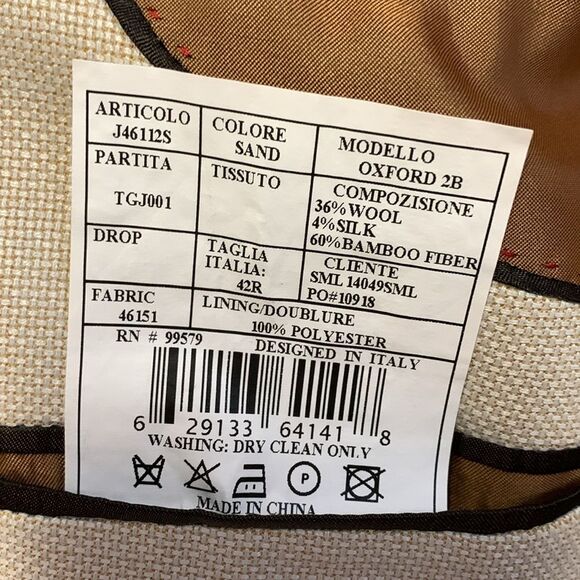 ARTICOLO
J46112S
COLORE
SAND
MODELLO
OXFORD 2B
PARTITA
TGJ001
TISSUTO
COMPOZISIONE
36%WOOL
4%SILK
60%BAMBOO FIBER
DROP
TAGLIA
ITALIA:
42R
CLIENTE
SML 14049SML
PO#10918
FABRIC
46151
LINING/DOUBLURE
100% POLYESTER
RN # 99579
DESIGNED IN ITALY
6 29133 64141 8
WASHING: DRY CLEAN ONLY
P
MADE IN CHINA